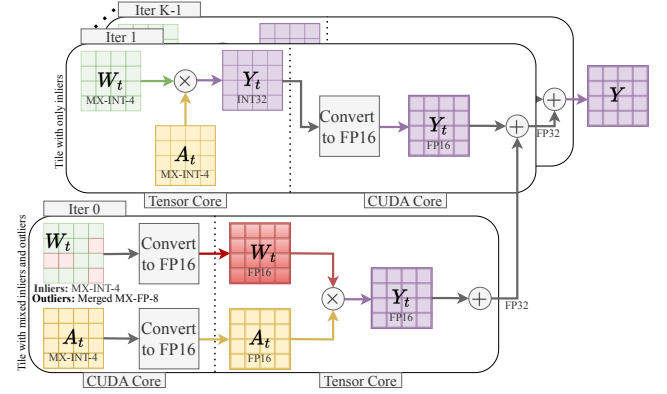 Iter K-1
Iter 1
Tile with only inliers
W_t
MX-INT-4
×
Y_t
INT32
A_t
MX-INT-4
Convert
to FP16
Y_t
FP16
+
FP32
+
Y
Tensor Core
CUDA Core
Iter 0
Tile with mixed inliers and outliers
W_t
Inliers: MX-INT-4
Outliers: Merged MX-FP-8
Convert
to FP16
W_t
FP16
A_t
MX-INT-4
Convert
to FP16
A_t
FP16
×
Y_t
FP16
+
FP32
CUDA Core
Tensor Core